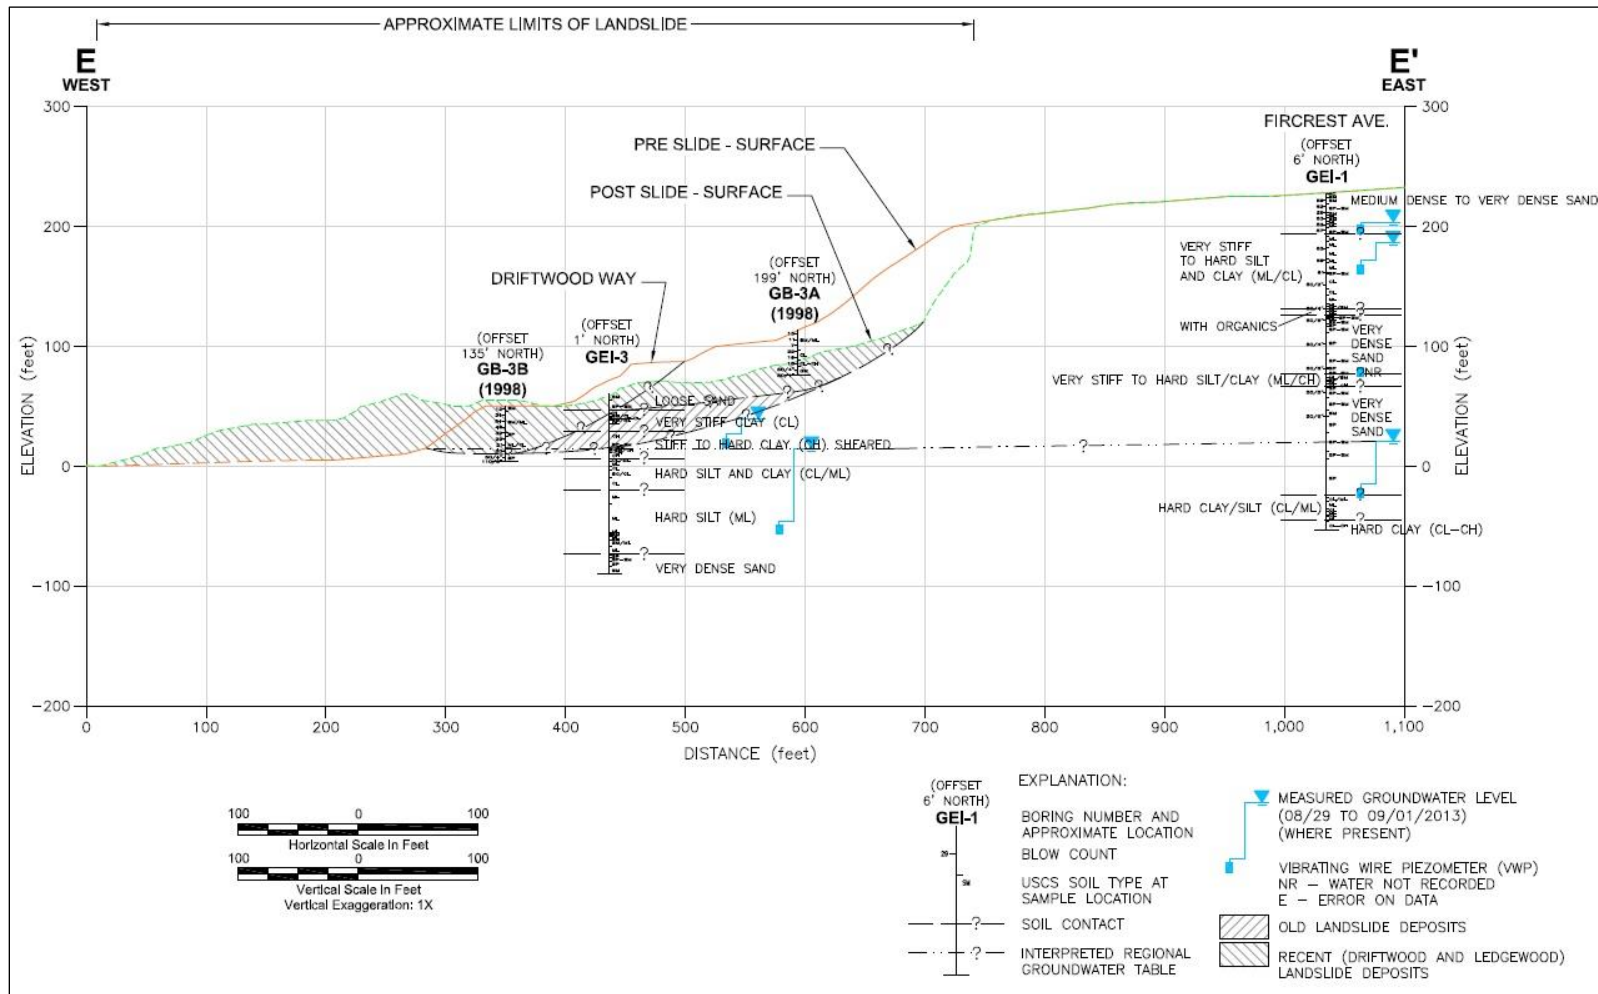 APPROXIMATE LIMITS OF LANDSLIDE
E
WEST
E'
EAST
300
200
100
0
−100
−200
ELEVATION (feet)
300
200
100
0
−100
−200
ELEVATION (feet)
FIRCREST AVE.
(OFFSET
6' NORTH)
GEI-1
PRE SLIDE - SURFACE
POST SLIDE - SURFACE
DRIFTWOOD WAY
(OFFSET
199' NORTH)
GB-3A
(1998)
(OFFSET
1' NORTH)
GEI-3
(OFFSET
135' NORTH)
GB-3B
(1998)
MEDIUM DENSE TO VERY DENSE SAND
VERY STIFF
TO HARD SILT
AND CLAY (ML/CL)
WITH ORGANICS
VERY
DENSE
SAND
NR
VERY STIFF TO HARD SILT/CLAY (ML/CH)
VERY
DENSE
SAND
HARD CLAY/SILT (CL/ML)
HARD CLAY (CL−CH)
LOOSE SAND
VERY STIFF CLAY (CL)
STIFF TO HARD CLAY (CH) SHEARED
HARD SILT AND CLAY (CL/ML)
HARD SILT (ML)
VERY DENSE SAND
0 100 200 300 400 500 600 700 800 900 1,000 1,100
DISTANCE (feet)
100 0 100
Horizontal Scale In Feet
100 0 100
Vertical Scale In Feet
Vertical Exaggeration: 1X
EXPLANATION:
(OFFSET
6' NORTH)
GEI-1
BORING NUMBER AND
APPROXIMATE LOCATION
BLOW COUNT
USCS SOIL TYPE AT
SAMPLE LOCATION
? SOIL CONTACT
? INTERPRETED REGIONAL
GROUNDWATER TABLE
MEASURED GROUNDWATER LEVEL
(08/29 TO 09/01/2013)
(WHERE PRESENT)
VIBRATING WIRE PIEZOMETER (VWP)
NR − WATER NOT RECORDED
E − ERROR ON DATA
OLD LANDSLIDE DEPOSITS
RECENT (DRIFTWOOD AND LEDGEWOOD)
LANDSLIDE DEPOSITS